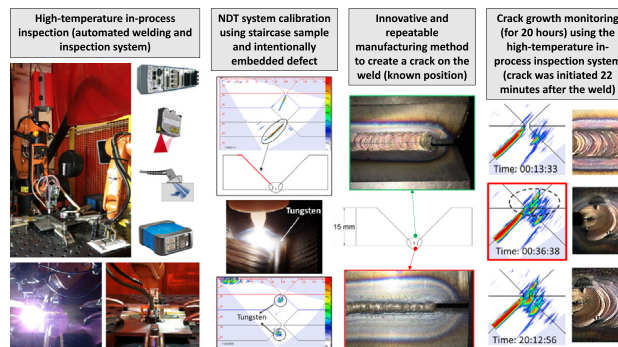 High-temperature in-process
inspection (automated welding and
inspection system)
NDT system calibration
using staircase sample
and intentionally
embedded defect
Tungsten
Tungsten
Innovative and
repeatable
manufacturing method
to create a crack on the
weld (known position)
15 mm
Crack growth monitoring
(for 20 hours) using the
high-temperature in-
process inspection system
(crack was initiated 22
minutes after the weld)
Time: 00:13:33
Time: 00:36:38
Time: 20:12:56